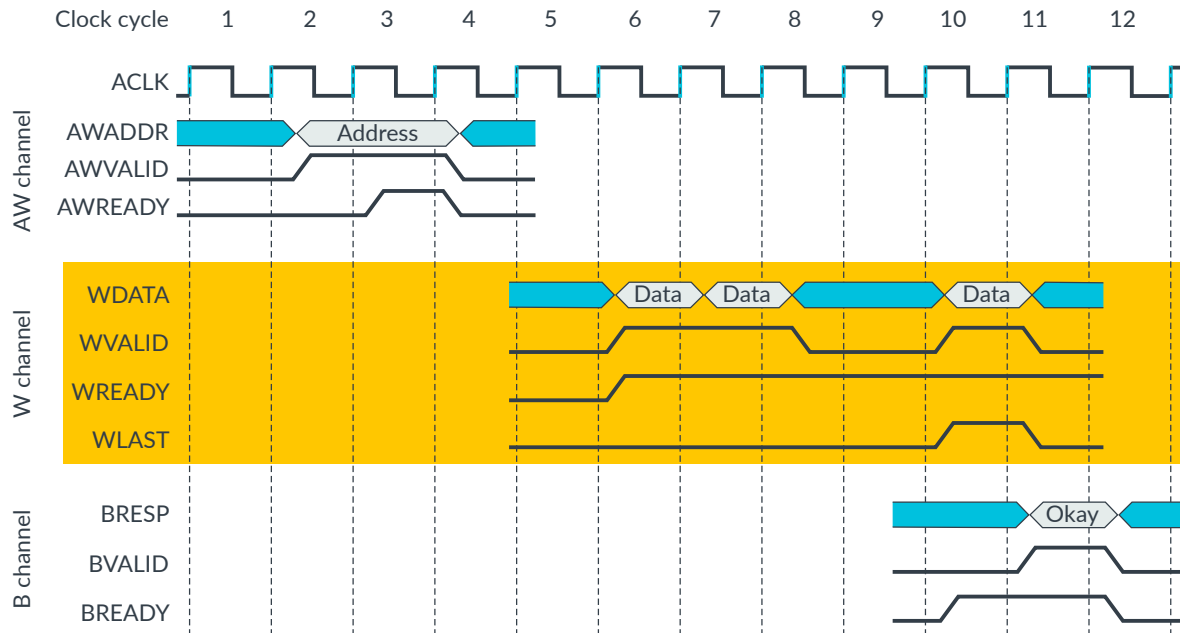 Clock cycle 1 2 3 4 5 6 7 8 9 10 11 12
ACLK
AW channel
AWADDR Address
AWVALID
AWREADY
W channel
WDATA Data Data Data
WVALID
WREADY
WLAST
B channel
BRESP Okay
BVALID
BREADY